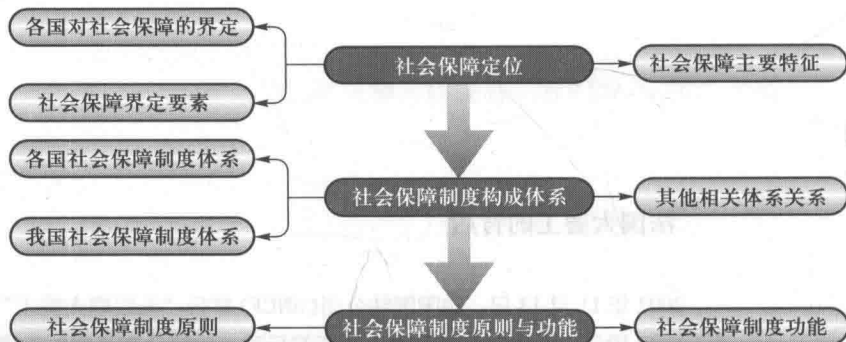 各国对社会保障的界定
社会保障定位
社会保障主要特征
社会保障界定要素
各国社会保障制度体系
社会保障制度构成体系
其他相关体系关系
我国社会保障制度体系
社会保障制度原则
社会保障制度原则与功能
社会保障制度功能